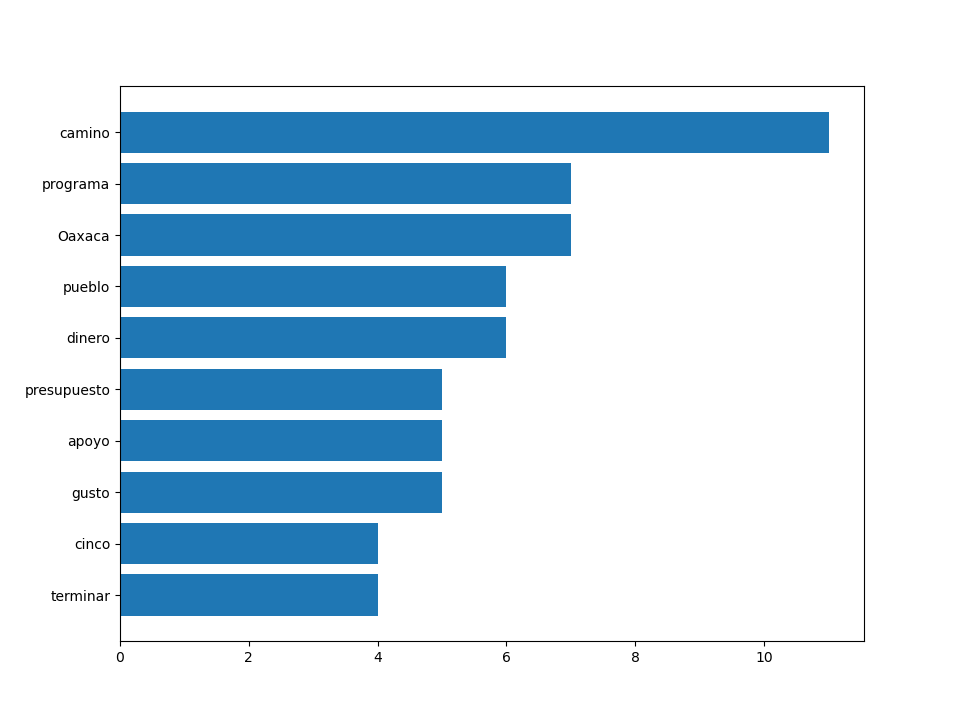 camino
programa
Oaxaca
pueblo
dinero
presupuesto
apoyo
gusto
cinco
terminar
0 2 4 6 8 10